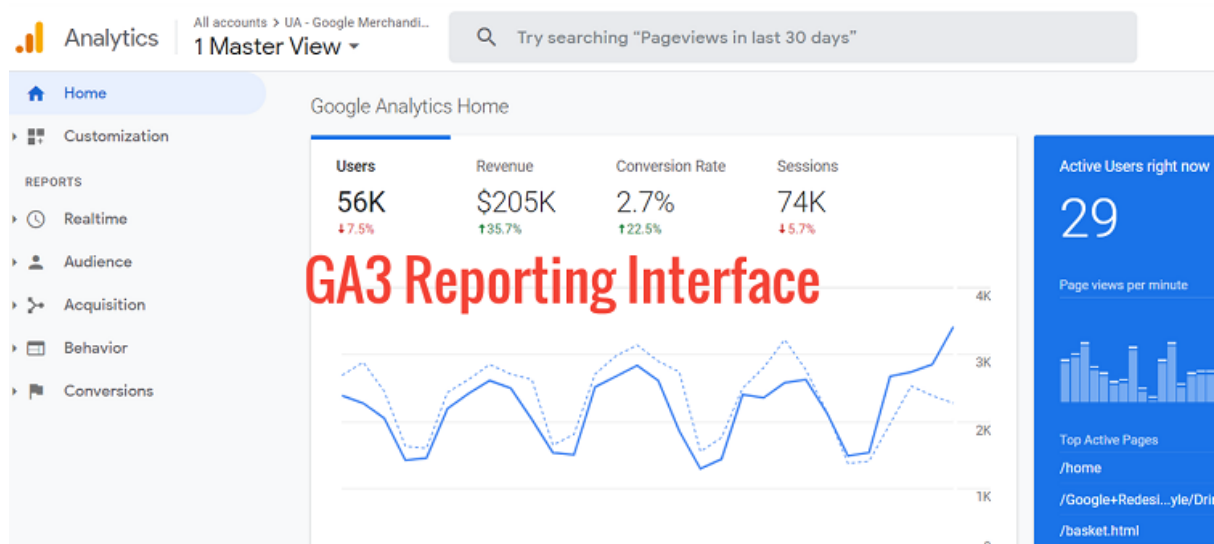 Analytics
All accounts > UA - Google Merchandi...
1 Master View
Try searching “Pageviews in last 30 days”
Home
Customization
REPORTS
Realtime
Audience
Acquisition
Behavior
Conversions
Google Analytics Home
Users
56K
7.5%
Revenue
$205K
35.7%
Conversion Rate
2.7%
22.5%
Sessions
74K
5.7%
GA3 Reporting Interface
4K
3K
2K
1K
Active Users right now
29
Page views per minute
Top Active Pages
/home
/Google+Redesi...yle/Drin
/basket.html